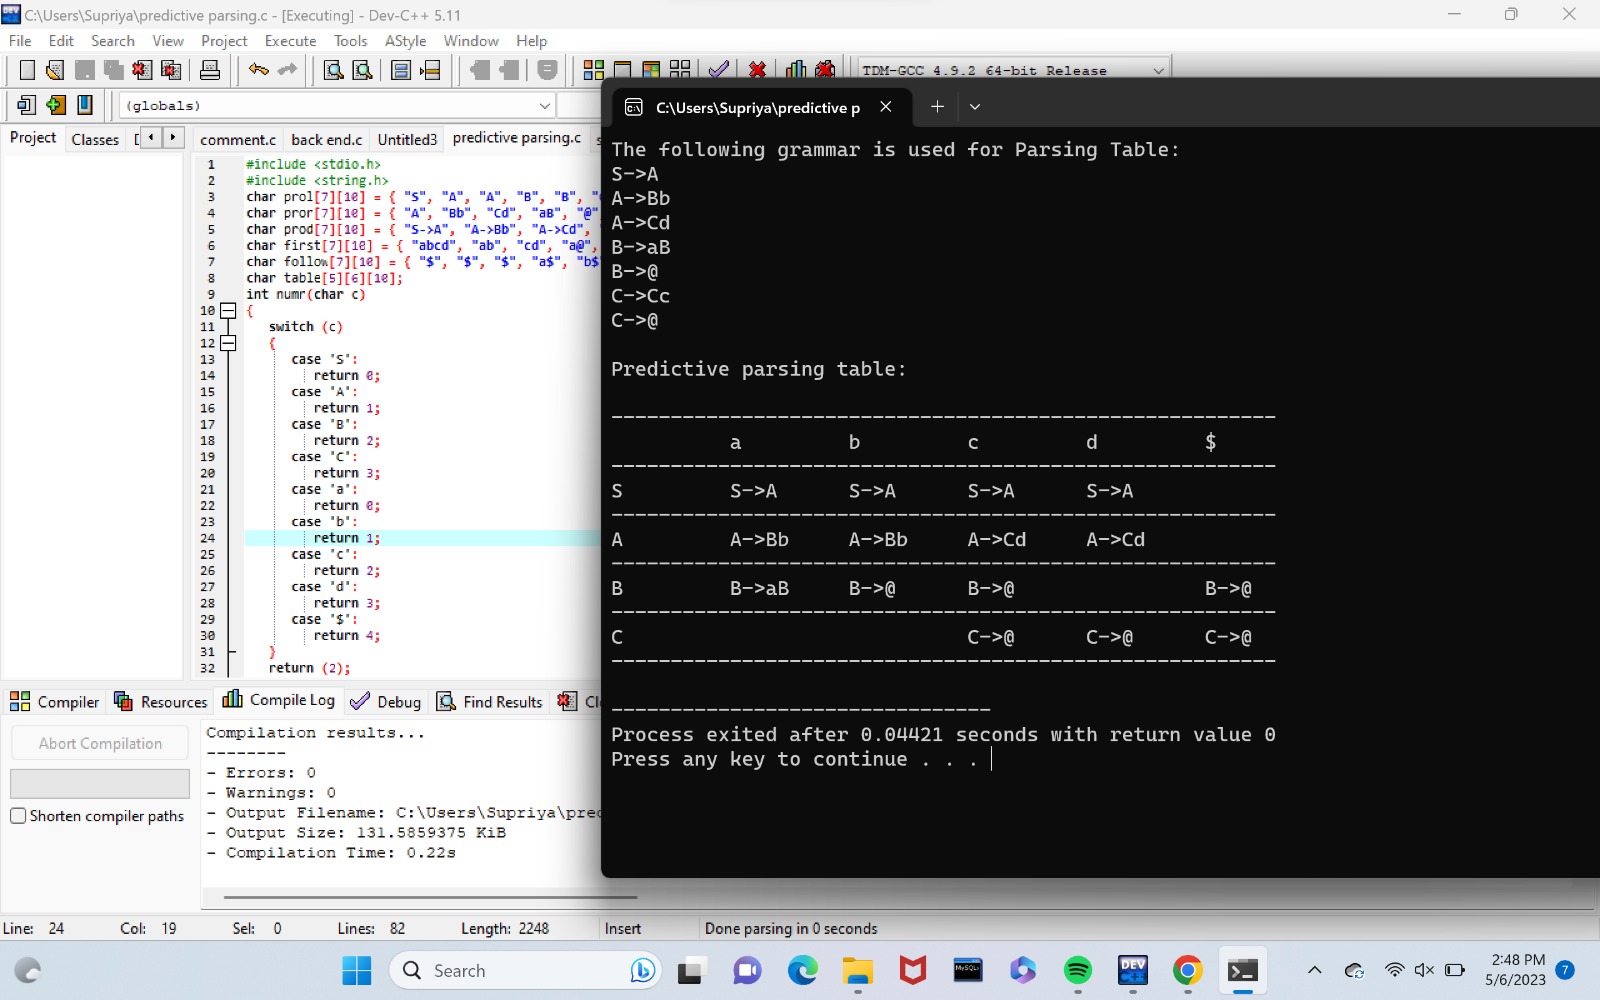 C:\Users\Supriya\predictive parsing.c - [Executing] - Dev-C++ 5.11
File Edit Search View Project Execute Tools AStyle Window Help
TDM-GCC 4.9.2 64-bit Release
(globals)
Project Classes
comment.c back end.c Untitled3 predictive parsing.c
1 #include <stdio.h>
2 #include <string.h>
3 char prol[7][10] = { "S", "A", "A", "B", "B",
4 char pror[7][10] = { "A", "Bb", "Cd", "aB", "@"
5 char prod[7][10] = { "S->A", "A->Bb", "A->Cd",
6 char first[7][10] = { "abcd", "ab", "cd", "a@",
7 char follow[7][10] = { "$", "$", "$", "a$", "b$
8 char table[5][6][10];
9 int numr(char c)
10 {
11 switch (c)
12 {
13 case 'S':
14 return 0;
15 case 'A':
16 return 1;
17 case 'B':
18 return 2;
19 case 'C':
20 return 3;
21 case 'a':
22 return 0;
23 case 'b':
24 return 1;
25 case 'c':
26 return 2;
27 case 'd':
28 return 3;
29 case '$':
30 return 4;
31 }
32 return (2);
C:\Users\Supriya\predictive p
The following grammar is used for Parsing Table:
S->A
A->Bb
A->Cd
B->aB
B->@
C->Cc
C->@
Predictive parsing table:
------------------------------------------------
a b c d $
------------------------------------------------
S S->A S->A S->A S->A
------------------------------------------------
A A->Bb A->Bb A->Cd A->Cd
------------------------------------------------
B B->aB B->@ B->@ B->@
------------------------------------------------
C C->@ C->@ C->@
------------------------------------------------
--------------------------------
Process exited after 0.04421 seconds with return value 0
Press any key to continue . . .
Compiler Resources Compile Log Debug Find Results
Abort Compilation
Shorten compiler paths
Compilation results...
--------
- Errors: 0
- Warnings: 0
- Output Filename: C:\Users\Supriya\pred
- Output Size: 131.5859375 KiB
- Compilation Time: 0.22s
Line: 24 Col: 19 Sel: 0 Lines: 82 Length: 2248 Insert Done parsing in 0 seconds
Search
MySQL
DEV
C++
2:48 PM
5/6/2023
7